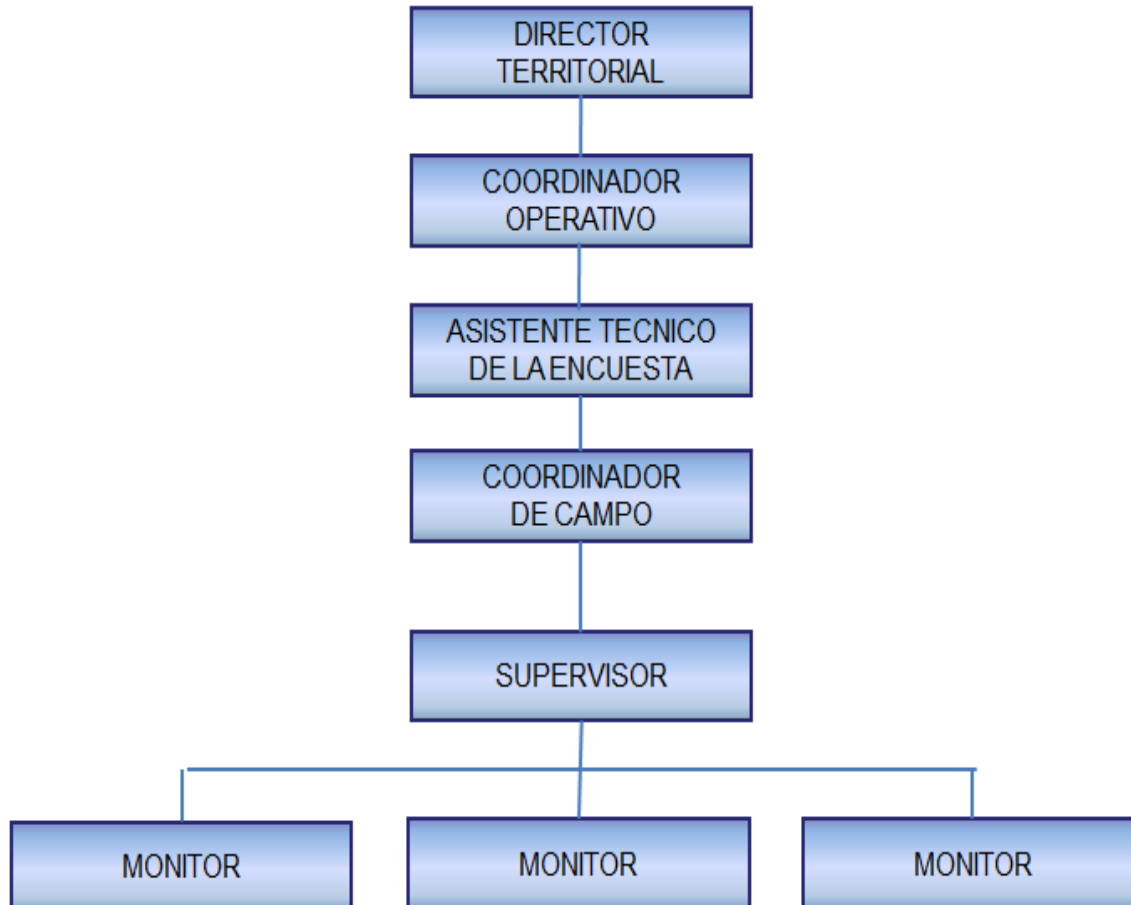 DIRECTOR
TERRITORIAL
COORDINADOR
OPERATIVO
ASISTENTE TECNICO
DE LA ENCUESTA
COORDINADOR
DE CAMPO
SUPERVISOR
MONITOR
MONITOR
MONITOR